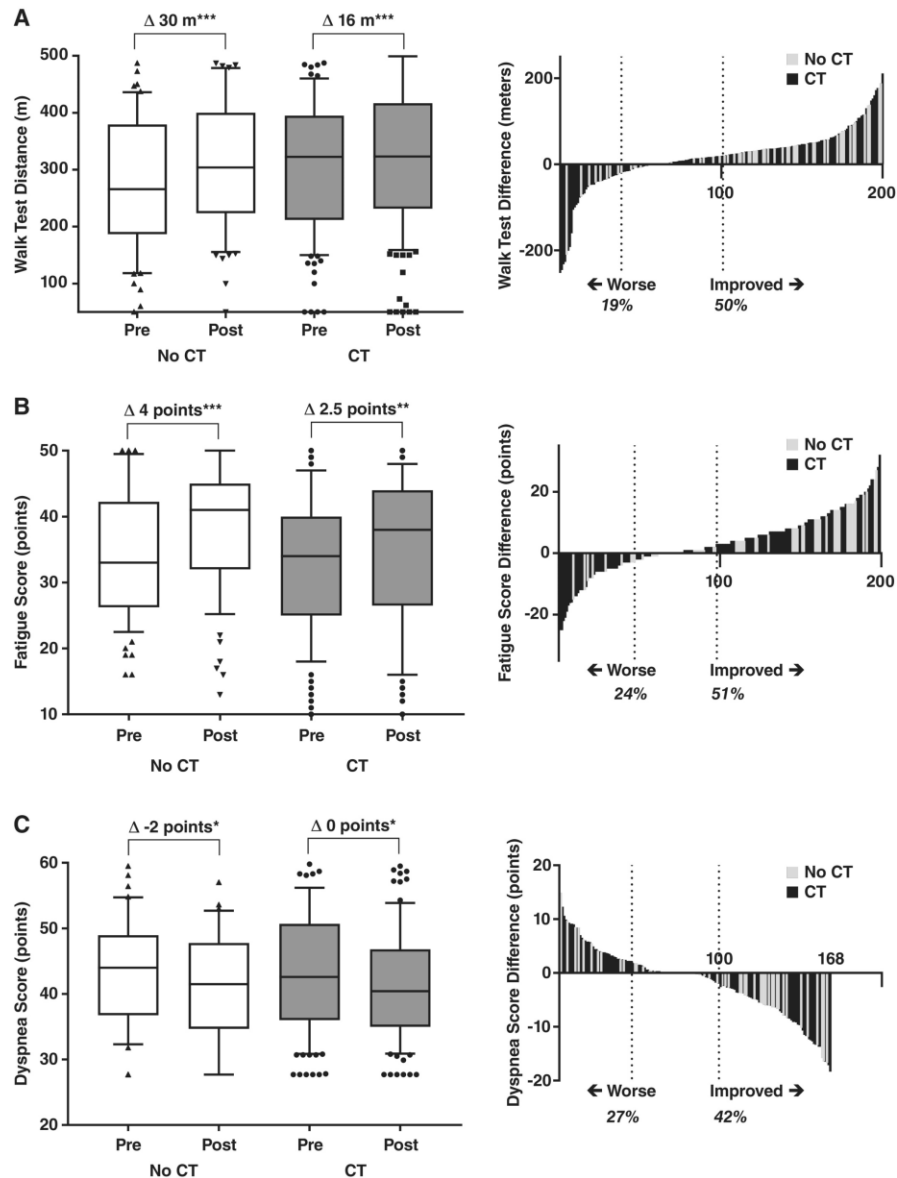 A
Δ 30 m***
Δ 16 m***
Walk Test Distance (m)
500
400
300
200
100
Pre
Post
Pre
Post
No CT
CT
Walk Test Difference (meters)
200
0
-200
100
200
No CT
CT
← Worse
19%
Improved →
50%
B
Δ 4 points***
Δ 2.5 points**
Fatigue Score (points)
50
40
30
20
10
Pre
Post
Pre
Post
No CT
CT
Fatigue Score Difference (points)
20
0
-20
100
200
No CT
CT
← Worse
24%
Improved →
51%
C
Δ -2 points*
Δ 0 points*
Dyspnea Score (points)
60
50
40
30
20
Pre
Post
Pre
Post
No CT
CT
Dyspnea Score Difference (points)
20
10
0
-10
-20
100
168
No CT
CT
← Worse
27%
Improved →
42%